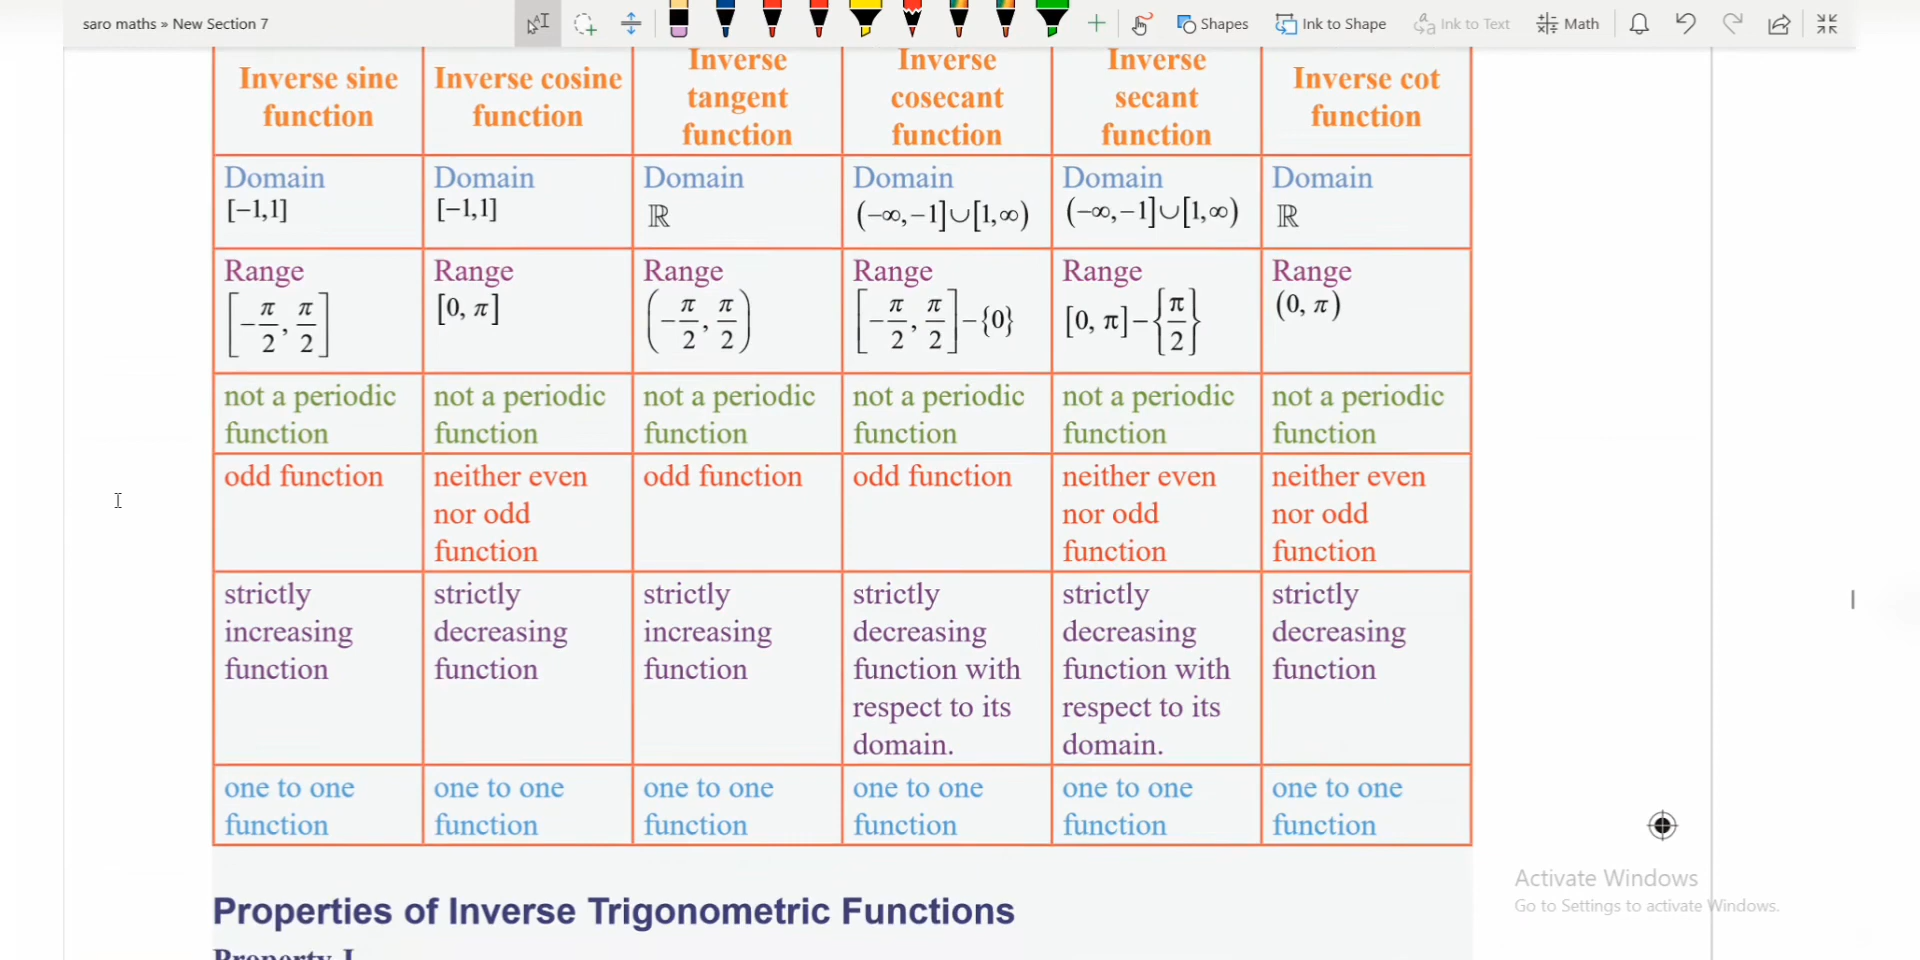 saro maths » New Section 7
Shapes
Ink to Shape
Ink to Text
Math
Inverse sine function
Inverse cosine function
Inverse tangent function
Inverse cosecant function
Inverse secant function
Inverse cot function
Domain
[−1,1]
Domain
[−1,1]
Domain
ℝ
Domain
(−∞,−1]∪[1,∞)
Domain
(−∞,−1]∪[1,∞)
Domain
ℝ
Range
[−π/2, π/2]
Range
[0, π]
Range
(−π/2, π/2)
Range
[−π/2, π/2]−{0}
Range
[0, π]−{π/2}
Range
(0, π)
not a periodic
function
not a periodic
function
not a periodic
function
not a periodic
function
not a periodic
function
not a periodic
function
odd function
neither even
nor odd
function
odd function
odd function
neither even
nor odd
function
neither even
nor odd
function
strictly
increasing
function
strictly
decreasing
function
strictly
increasing
function
strictly
decreasing
function with
respect to its
domain.
strictly
decreasing
function with
respect to its
domain.
strictly
decreasing
function
one to one
function
one to one
function
one to one
function
one to one
function
one to one
function
one to one
function
Properties of Inverse Trigonometric Functions
Property I
Activate Windows
Go to Settings to activate Windows.